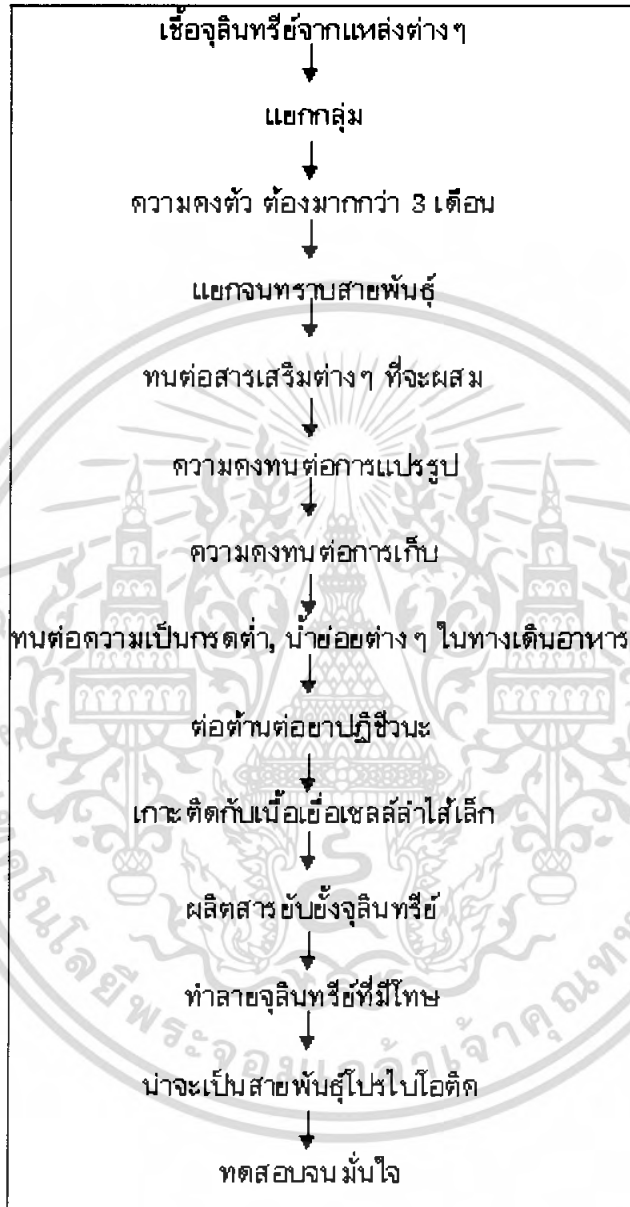 เชื้อจุลินทรีย์จากแหล่งต่างๆ
แยกกลุ่ม
ความคงตัว ต้องมากกว่า 3 เดือน
แยกจนทราบสายพันธุ์
ทนต่อสารเสริมต่างๆ ที่จะผสม
ความคงทนต่อการแปรรูป
ความคงทนต่อการเก็บ
ทนต่อความเป็นกรดต่ำ, น้ำย่อยต่างๆ ในทางเดินอาหาร
ต่อต้านต่อยาปฏิชีวนะ
เกาะติดกับเนื้อเยื่อเซลล์ลำไส้เล็ก
ผลิตสารยับยั้งจุลินทรีย์
ทำลายจุลินทรีย์ที่มีโทษ
น่าจะเป็นสายพันธุ์โปรไบโอติค
ทดสอบจนมั่นใจ